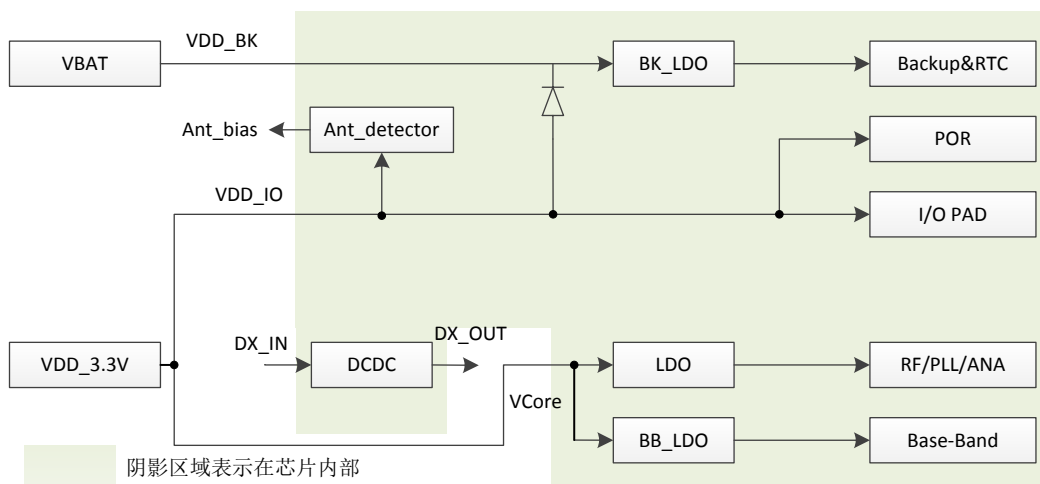 VDD_BK
VBAT
BK_LDO
Backup&RTC
Ant_bias
Ant_detector
POR
VDD_IO
I/O PAD
DX_IN
DX_OUT
VDD_3.3V
DCDC
LDO
RF/PLL/ANA
VCore
BB_LDO
Base-Band
阴影区域表示在芯片内部